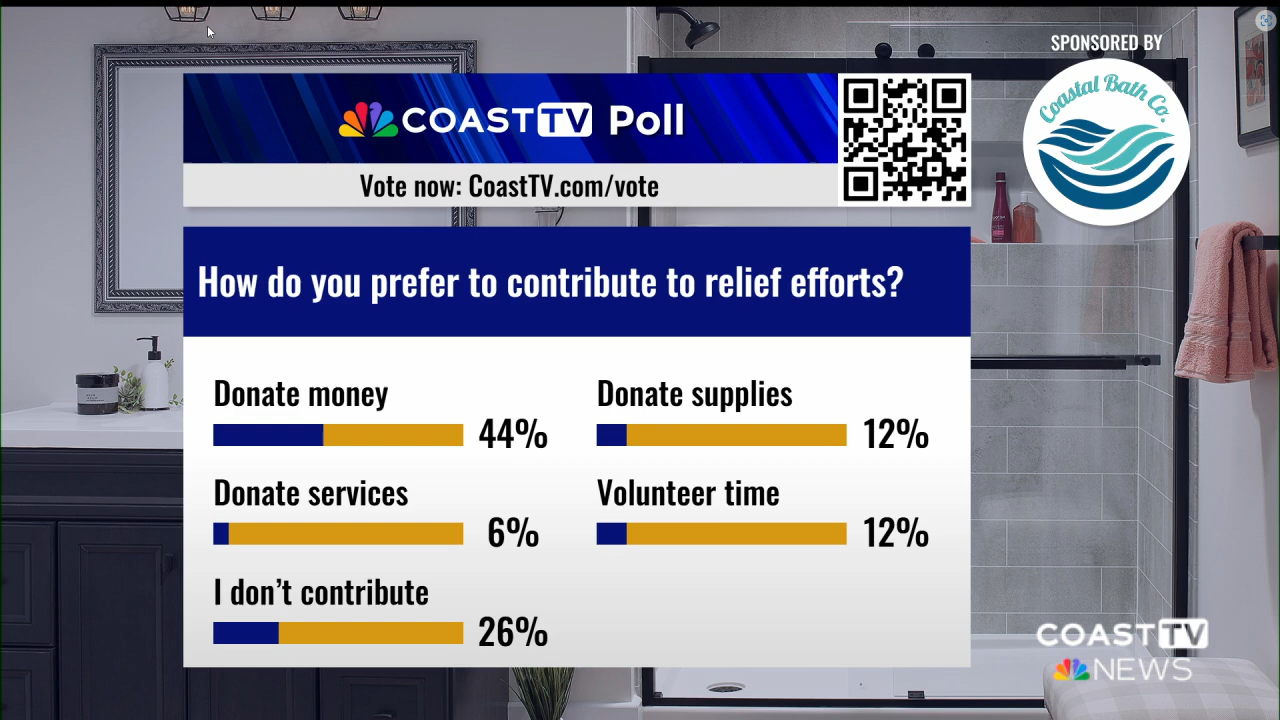 SPONSORED BY
Coastal Bath Co.
COAST TV Poll
Vote now: CoastTV.com/vote
How do you prefer to contribute to relief efforts?
Donate money
44%
Donate supplies
12%
Donate services
6%
Volunteer time
12%
I don't contribute
26%
COAST TV
NEWS